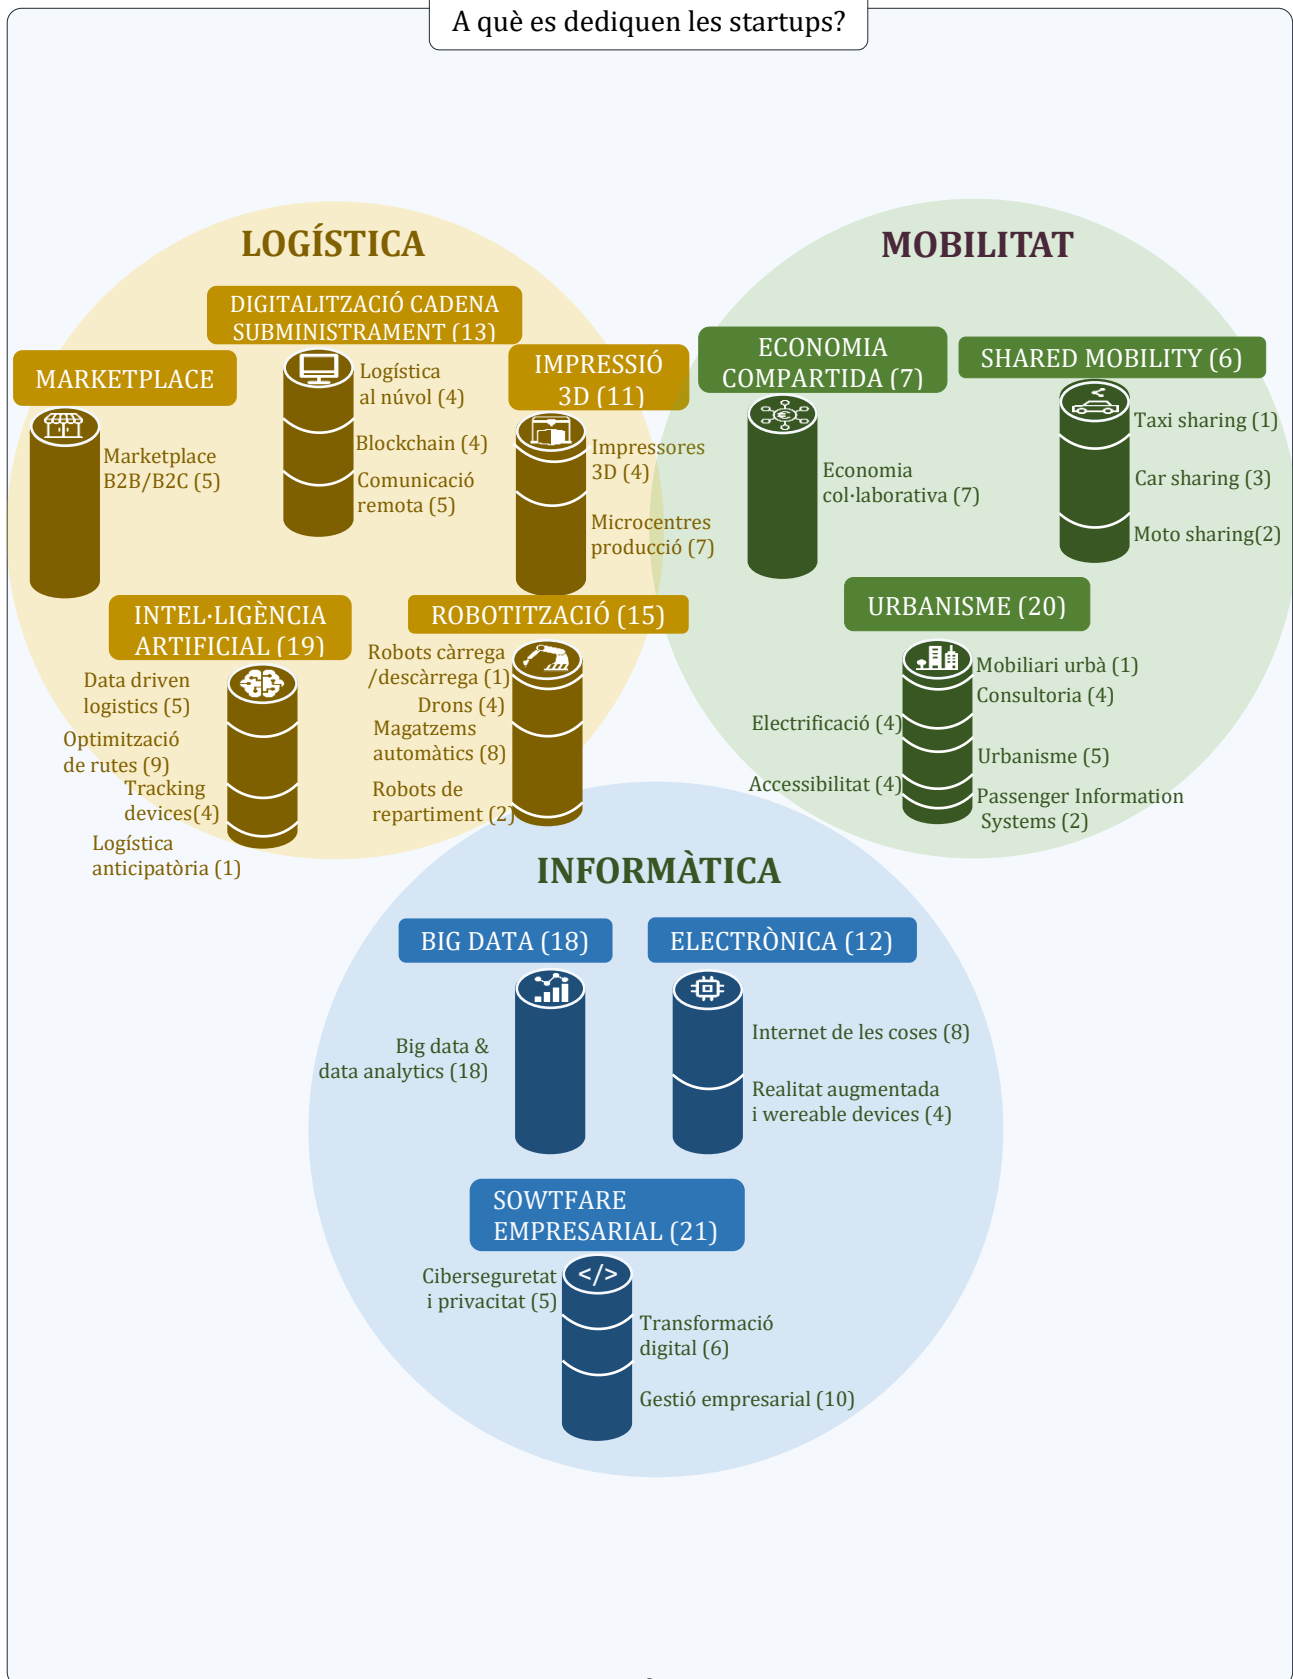 A què es dediquen les startups?
LOGÍSTICA
DIGITALITZACIÓ CADENA
SUBMINISTRAMENT (13)
MARKETPLACE
IMPRESSIÓ
3D (11)
Logística
al núvol (4)
Blockchain (4)
Comunicació
remota (5)
Marketplace
B2B/B2C (5)
Impressores
3D (4)
Microcentres
producció (7)
INTEL·LIGÈNCIA
ARTIFICIAL (19)
Data driven
logistics (5)
Optimització
de rutes (9)
Tracking
devices(4)
Logística
anticipatòria (1)
ROBOTITZACIÓ (15)
Robots càrrega
/descàrrega (1)
Drons (4)
Magatzems
automàtics (8)
Robots de
repartiment (2)
MOBILITAT
ECONOMIA
COMPARTIDA (7)
Economia
col·laborativa (7)
SHARED MOBILITY (6)
Taxi sharing (1)
Car sharing (3)
Moto sharing(2)
URBANISME (20)
Mobiliari urbà (1)
Consultoria (4)
Electrificació (4)
Urbanisme (5)
Accessibilitat (4)
Passenger Information
Systems (2)
INFORMÀTICA
BIG DATA (18)
Big data &
data analytics (18)
ELECTRÒNICA (12)
Internet de les coses (8)
Realitat augmentada
i wereable devices (4)
SOWTFARE
EMPRESARIAL (21)
</>
Ciberseguretat
i privacitat (5)
Transformació
digital (6)
Gestió empresarial (10)